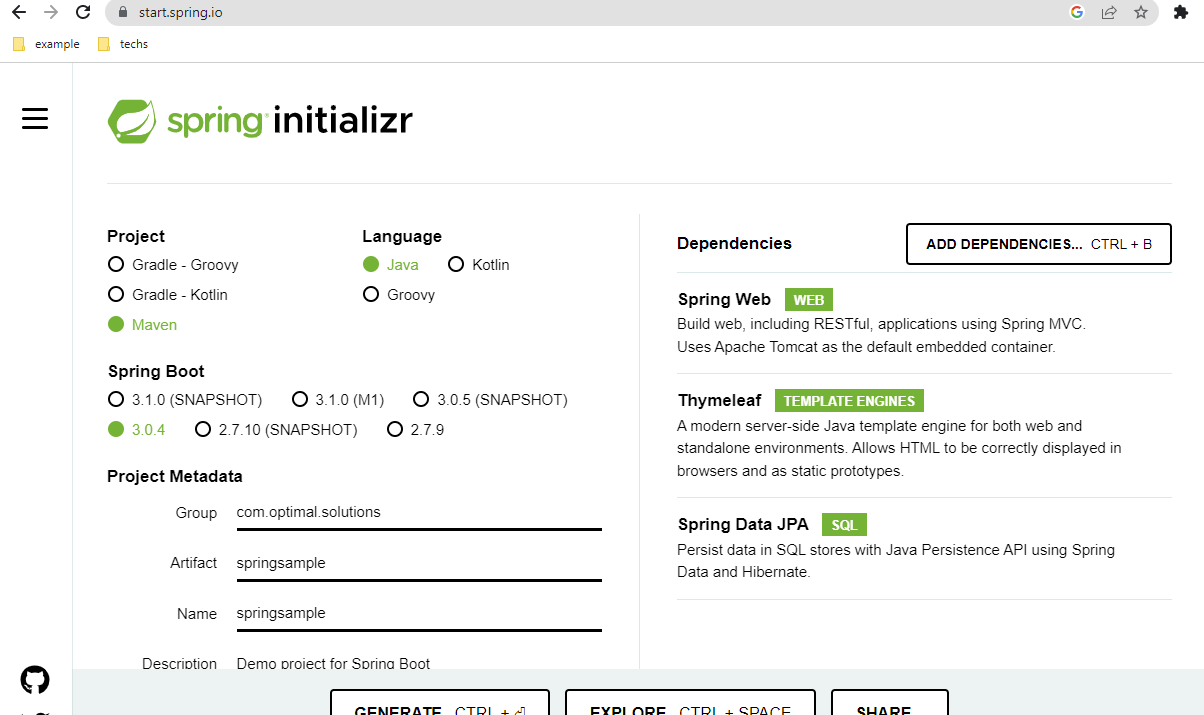 start.spring.io
example techs
spring initializr
Project
Gradle - Groovy
Gradle - Kotlin
Maven
Language
Java Kotlin
Groovy
Spring Boot
3.1.0 (SNAPSHOT) 3.1.0 (M1) 3.0.5 (SNAPSHOT)
3.0.4 2.7.10 (SNAPSHOT) 2.7.9
Project Metadata
Group com.optimal.solutions
Artifact springsample
Name springsample
Description Demo project for Spring Boot
Dependencies ADD DEPENDENCIES... CTRL + B
Spring Web WEB
Build web, including RESTful, applications using Spring MVC.
Uses Apache Tomcat as the default embedded container.
Thymeleaf TEMPLATE ENGINES
A modern server-side Java template engine for both web and
standalone environments. Allows HTML to be correctly displayed in
browsers and as static prototypes.
Spring Data JPA SQL
Persist data in SQL stores with Java Persistence API using Spring
Data and Hibernate.
GENERATE CTRL + ⏎ EXPLORE CTRL + SPACE SHARE...